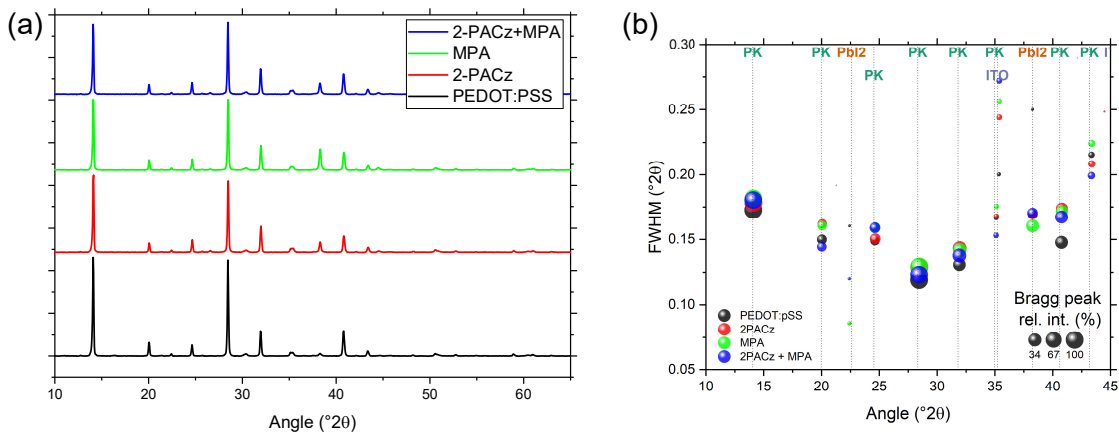 (a)
2-PACz+MPA
MPA
2-PACz
PEDOT:PSS
10 20 30 40 50 60
Angle (°2θ)
(b)
PK PK PbI2 PK PK PK PbI2 PK PK I
PK ITO
0.30
0.25
0.20
0.15
0.10
0.05
FWHM (°2θ)
Bragg peak
rel. int. (%)
PEDOT:pSS
2PACz
MPA
2PACz + MPA
34 67 100
10 15 20 25 30 35 40 45
Angle (°2θ)